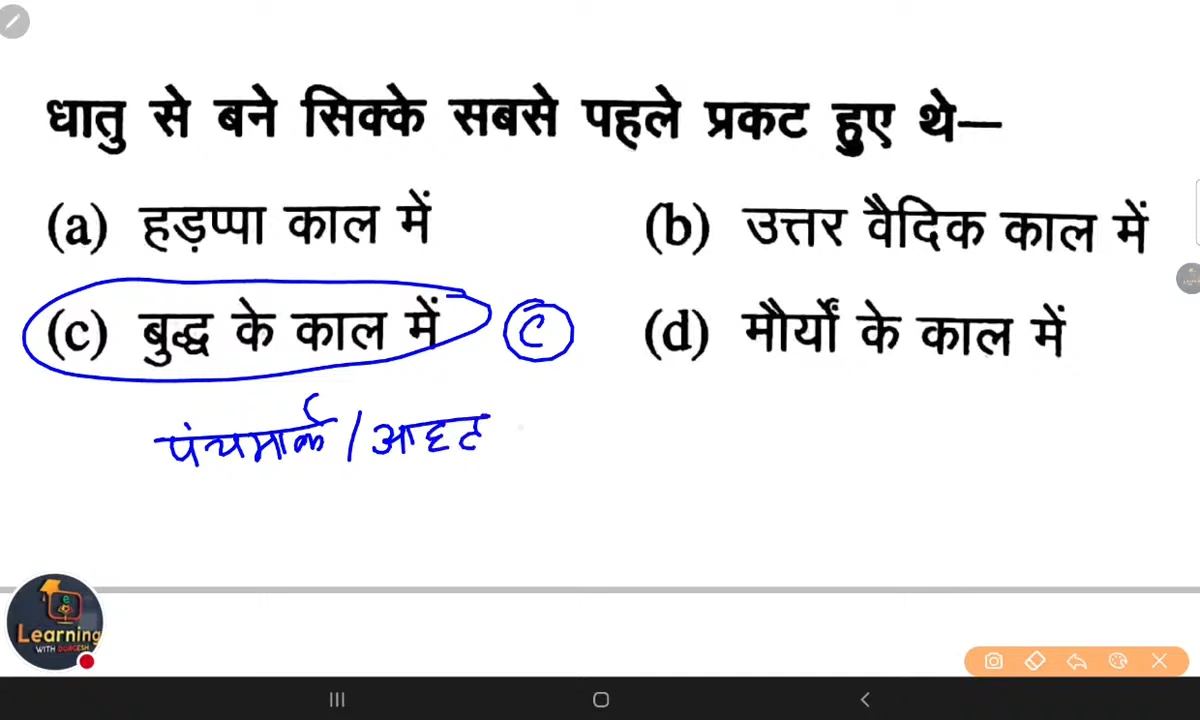 धातु से बने सिक्के सबसे पहले प्रकट हुए थे—
(a) हड़प्पा काल में (b) उत्तर वैदिक काल में
(c) बुद्ध के काल में C (d) मौर्यों के काल में
पंचमार्क / आहट
e
Learning
WITH DURGESH